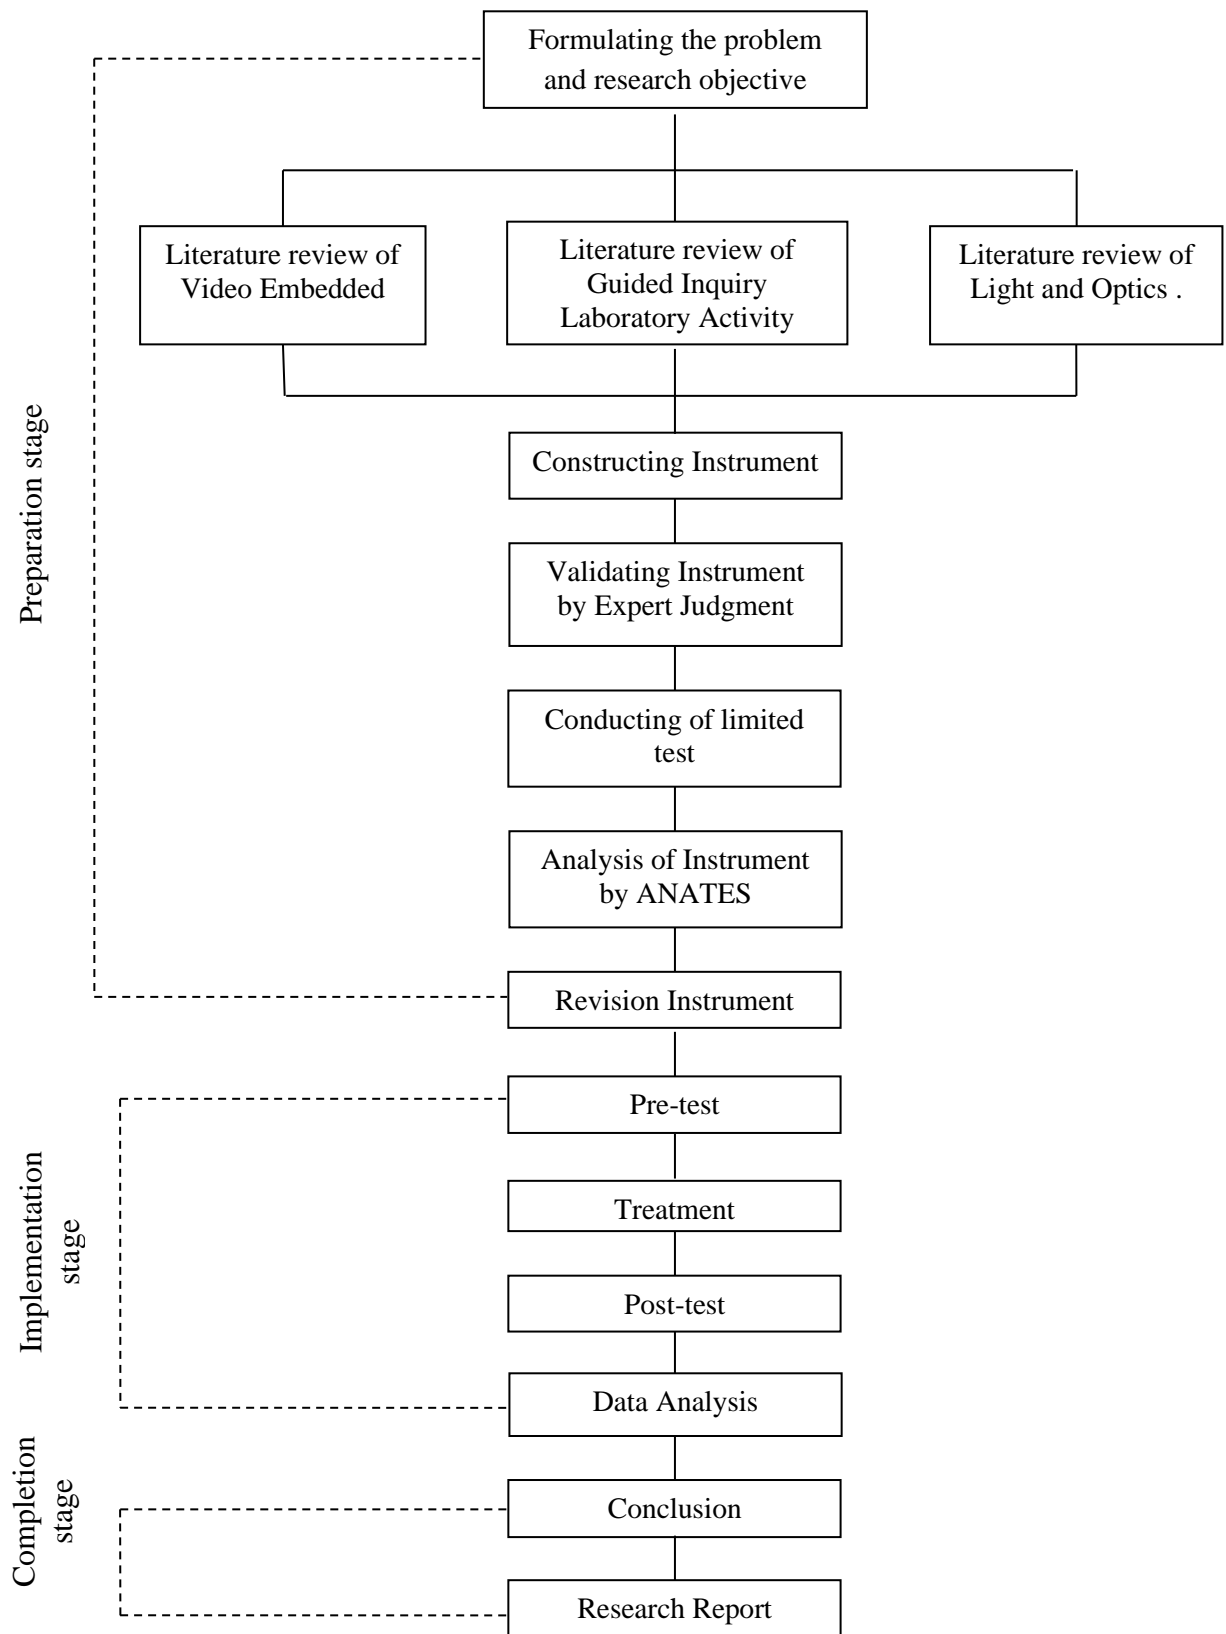 Formulating the problem
and research objective
Literature review of
Video Embedded
Literature review of
Guided Inquiry
Laboratory Activity
Literature review of
Light and Optics .
Preparation stage
Constructing Instrument
Validating Instrument
by Expert Judgment
Conducting of limited
test
Analysis of Instrument
by ANATES
Revision Instrument
Implementation
stage
Pre-test
Treatment
Post-test
Data Analysis
Completion
stage
Conclusion
Research Report